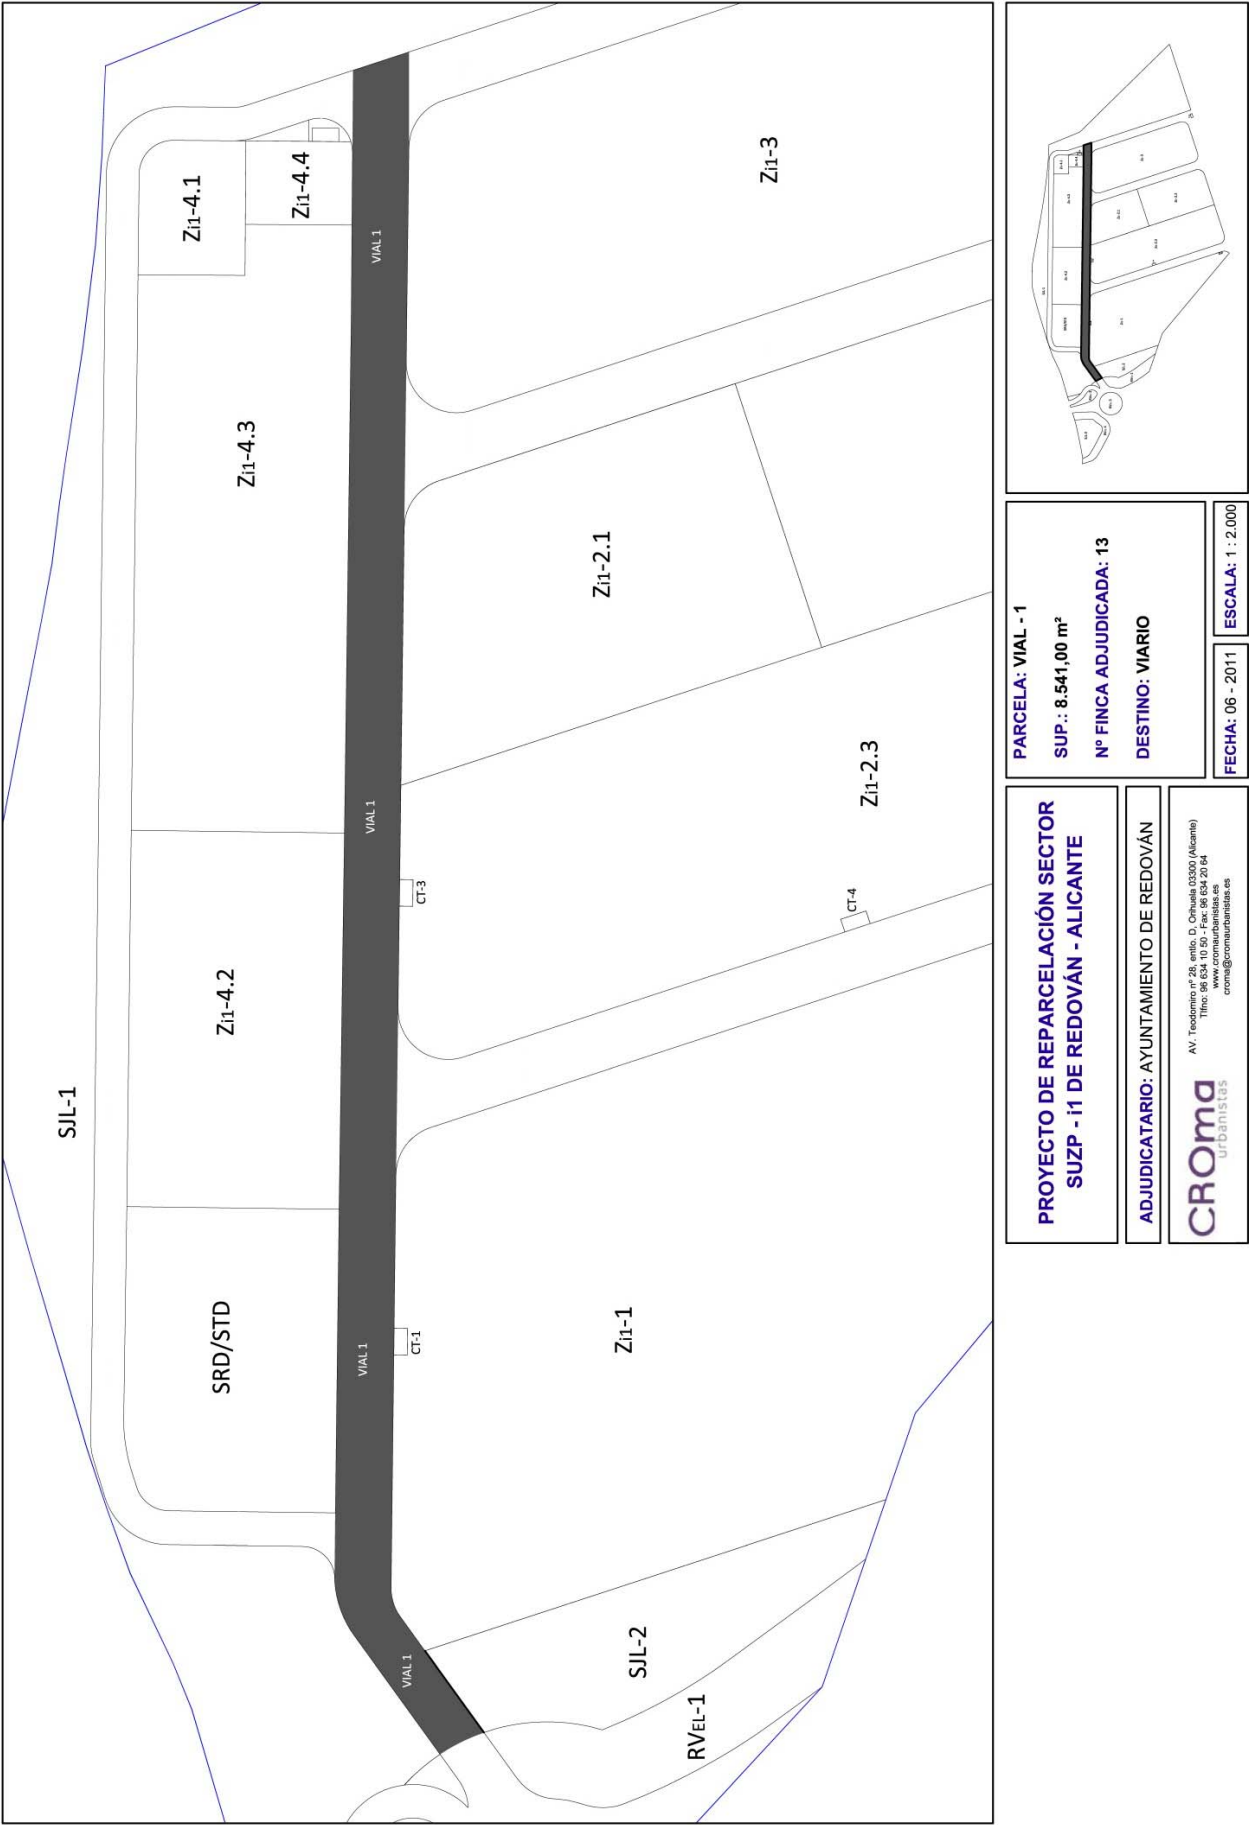 SJL-1
Zi1-4.1
Zi1-4.4
Zi1-4.3
Zi1-4.2
SRD/STD
VIAL 1
VIAL 1
VIAL 1
VIAL 1
CT-1
CT-3
CT-4
Zi1-3
Zi1-2.1
Zi1-2.3
Zi1-1
SJL-2
RVEL-1
PROYECTO DE REPARCELACIÓN SECTOR
SUZP - i1 DE REDOVÁN - ALICANTE
ADJUDICATARIO: AYUNTAMIENTO DE REDOVÁN
CROma
urbanistas
AV. Teodomiro nº 28, entlo. D, Orihuela 03300 (Alicante)
Tlfno: 96 634 10 50 - Fax: 96 634 20 64
www.cromaurbanistas.es
croma@cromaurbanistas.es
PARCELA: VIAL - 1
SUP.: 8.541,00 m²
Nº FINCA ADJUDICADA: 13
DESTINO: VIARIO
FECHA: 06 - 2011
ESCALA: 1 : 2.000